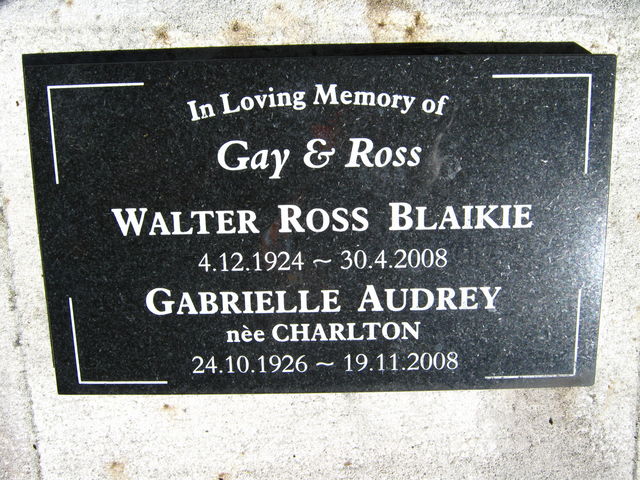 In Loving Memory of
Gay & Ross
WALTER ROSS BLAIKIE
4.12.1924 ~ 30.4.2008
GABRIELLE AUDREY
nèe CHARLTON
24.10.1926 ~ 19.11.2008